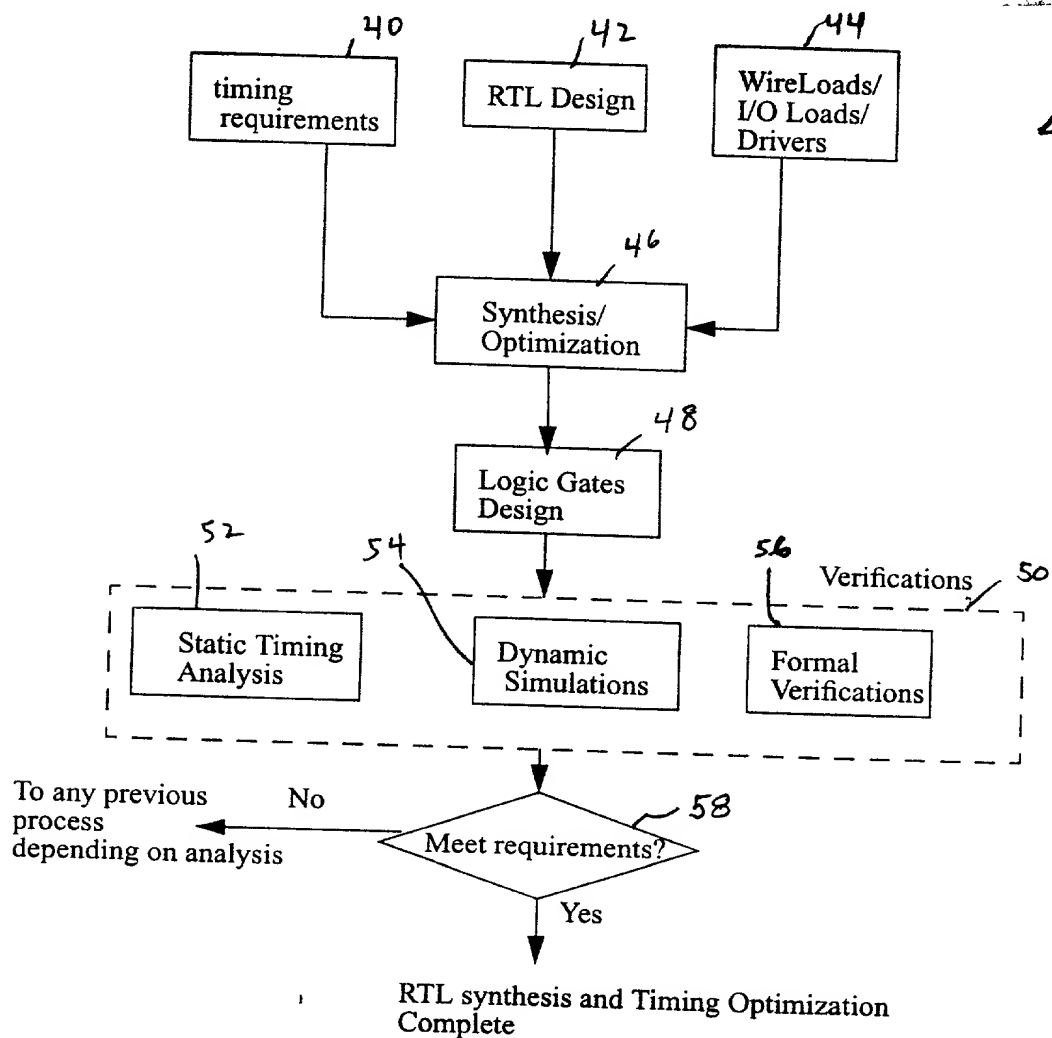 40
42
44
timing
requirements
RTL Design
WireLoads/
I/O Loads/
Drivers
46
Synthesis/
Optimization
48
Logic Gates
Design
52
54
56
Verifications
50
Static Timing
Analysis
Dynamic
Simulations
Formal
Verifications
To any previous
process
depending on analysis
No
58
Meet requirements?
Yes
RTL synthesis and Timing Optimization
Complete